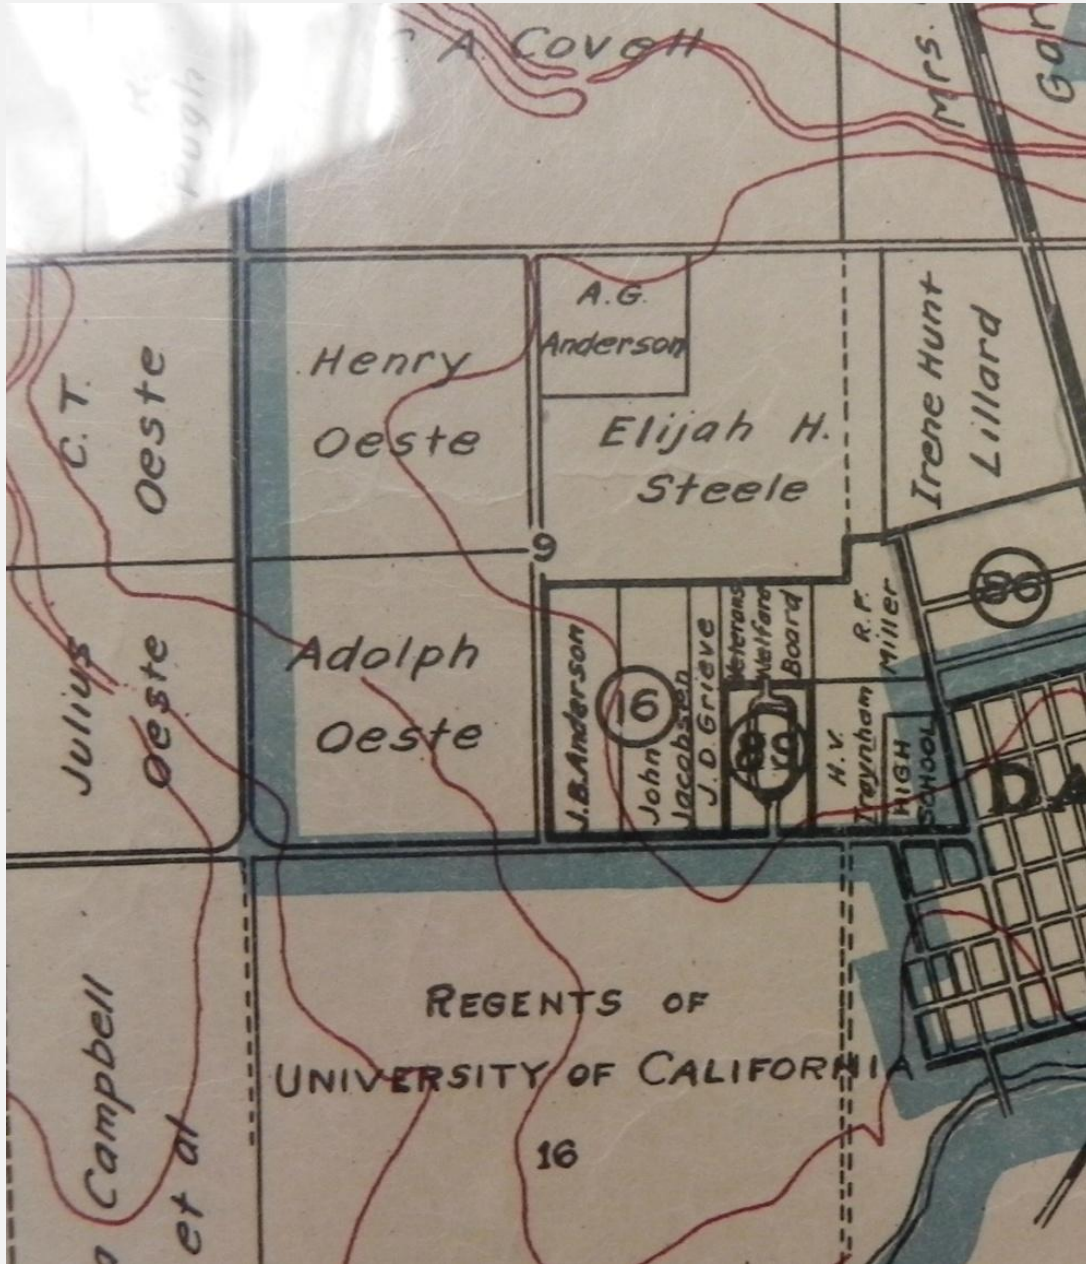 C A Covell
Mrs.
Gar
C. T.
Oeste
Henry
Oeste
A. G.
Anderson
Elijah H.
Steele
Irene Hunt
Lillard
9
86
Julius
Oeste
Adolph
Oeste
J.B. Anderson
16
John
Jacobsen
J. D. Grieve
Veterans
Welfare
Board
R. F.
Miller
H. V.
Traynham
HIGH
SCHOOL
DA
REGENTS OF
UNIVERSITY OF CALIFORNIA
16
Campbell
et al